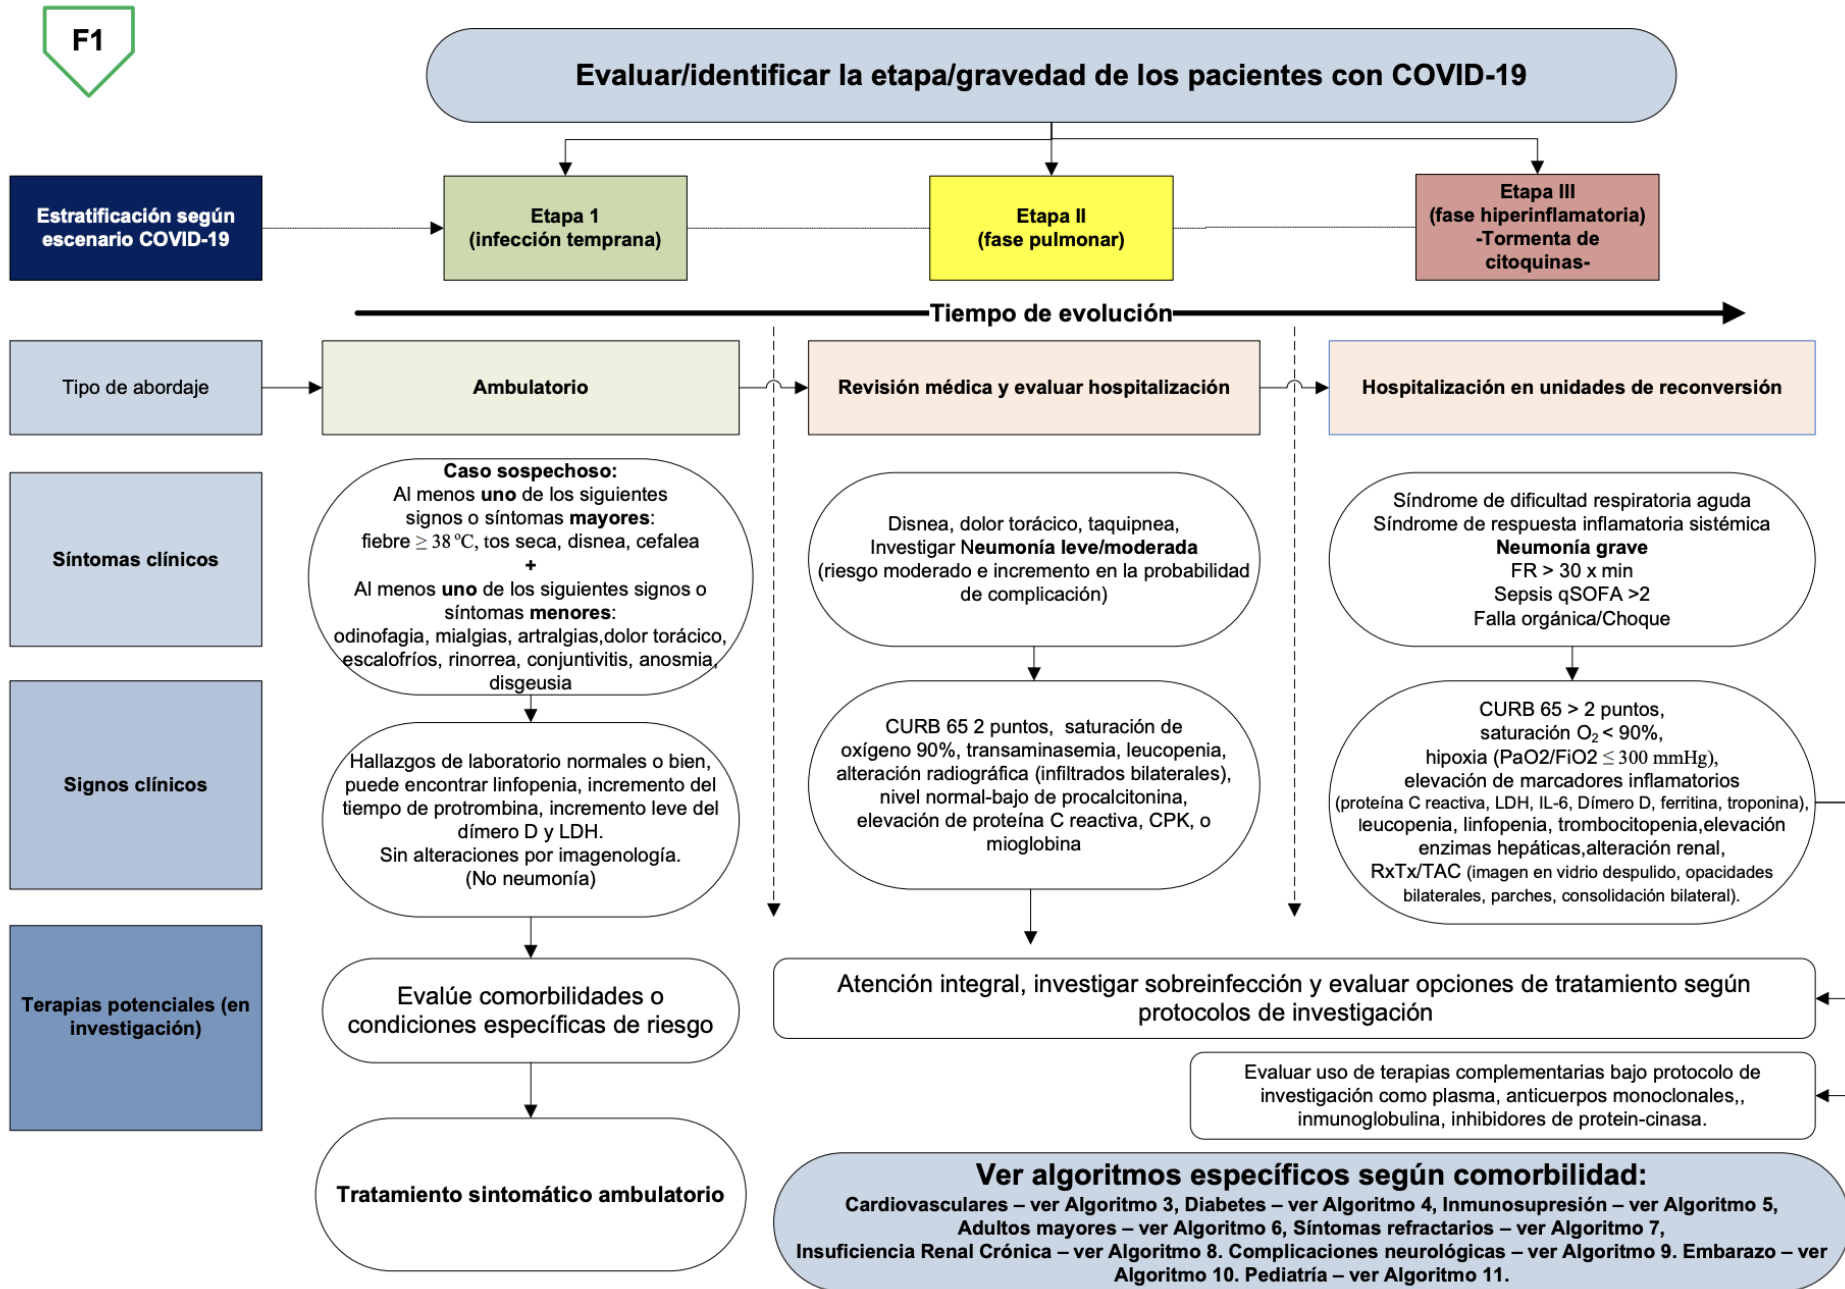 F1
Evaluar/identificar la etapa/gravedad de los pacientes con COVID-19
Estratificación según
escenario COVID-19
Etapa 1
(infección temprana)
Etapa II
(fase pulmonar)
Etapa III
(fase hiperinflamatoria)
-Tormenta de
citoquinas-
Tiempo de evolución
Tipo de abordaje
Ambulatorio
Revisión médica y evaluar hospitalización
Hospitalización en unidades de reconversión
Síntomas clínicos
Caso sospechoso:
Al menos uno de los siguientes
signos o síntomas mayores:
fiebre ≥ 38 °C, tos seca, disnea, cefalea
+
Al menos uno de los siguientes signos o
síntomas menores:
odinofagia, mialgias, artralgias,dolor torácico,
escalofríos, rinorrea, conjuntivitis, anosmia,
disgeusia
Disnea, dolor torácico, taquipnea,
Investigar Neumonía leve/moderada
(riesgo moderado e incremento en la probabilidad
de complicación)
Síndrome de dificultad respiratoria aguda
Síndrome de respuesta inflamatoria sistémica
Neumonía grave
FR > 30 x min
Sepsis qSOFA >2
Falla orgánica/Choque
Signos clínicos
Hallazgos de laboratorio normales o bien,
puede encontrar linfopenia, incremento del
tiempo de protrombina, incremento leve del
dímero D y LDH.
Sin alteraciones por imagenología.
(No neumonía)
CURB 65 2 puntos, saturación de
oxígeno 90%, transaminasemia, leucopenia,
alteración radiográfica (infiltrados bilaterales),
nivel normal-bajo de procalcitonina,
elevación de proteína C reactiva, CPK, o
mioglobina
CURB 65 > 2 puntos,
saturación O₂ < 90%,
hipoxia (PaO2/FiO2 ≤ 300 mmHg),
elevación de marcadores inflamatorios
(proteína C reactiva, LDH, IL-6, Dímero D, ferritina, troponina),
leucopenia, linfopenia, trombocitopenia,elevación
enzimas hepáticas,alteración renal,
RxTx/TAC (imagen en vidrio despulido, opacidades
bilaterales, parches, consolidación bilateral).
Terapias potenciales (en
investigación)
Evalúe comorbilidades o
condiciones específicas de riesgo
Atención integral, investigar sobreinfección y evaluar opciones de tratamiento según
protocolos de investigación
Evaluar uso de terapias complementarias bajo protocolo de
investigación como plasma, anticuerpos monoclonales,,
inmunoglobulina, inhibidores de protein-cinasa.
Tratamiento sintomático ambulatorio
Ver algoritmos específicos según comorbilidad:
Cardiovasculares – ver Algoritmo 3, Diabetes – ver Algoritmo 4, Inmunosupresión – ver Algoritmo 5,
Adultos mayores – ver Algoritmo 6, Síntomas refractarios – ver Algoritmo 7,
Insuficiencia Renal Crónica – ver Algoritmo 8. Complicaciones neurológicas – ver Algoritmo 9. Embarazo – ver
Algoritmo 10. Pediatría – ver Algoritmo 11.